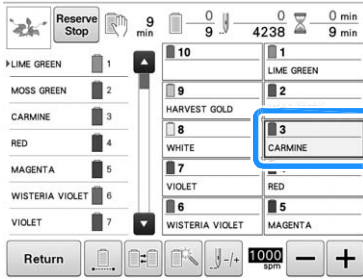 Reserve Stop
9 min
0
9
0
4238
0 min
9 min
LIME GREEN 1
MOSS GREEN 2
CARMINE 3
RED 4
MAGENTA 5
WISTERIA VIOLET 6
VIOLET 7
10
1
LIME GREEN
9
HARVEST GOLD
2
8
WHITE
3
CARMINE
7
VIOLET
RED
6
WISTERIA VIOLET
5
MAGENTA
Return
-/+
1000 spm
− +